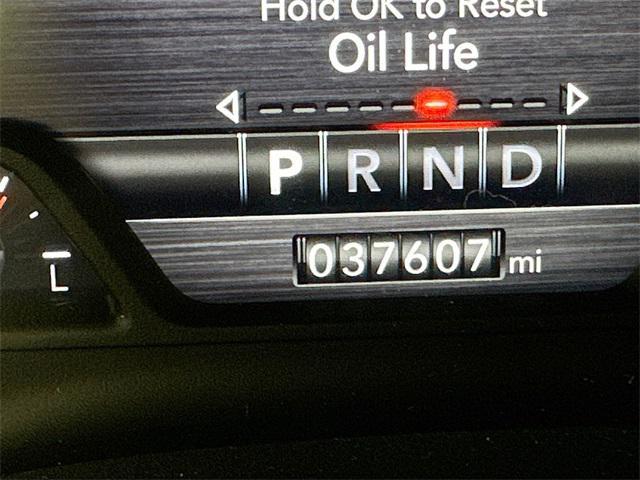 Hold OK to Reset
Oil Life
P R N D
037607 mi
L